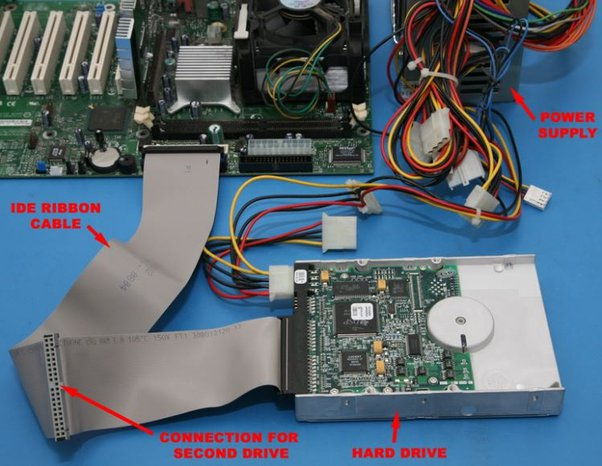 POWER
SUPPLY
IDE RIBBON
CABLE
CONNECTION FOR
SECOND DRIVE
HARD DRIVE